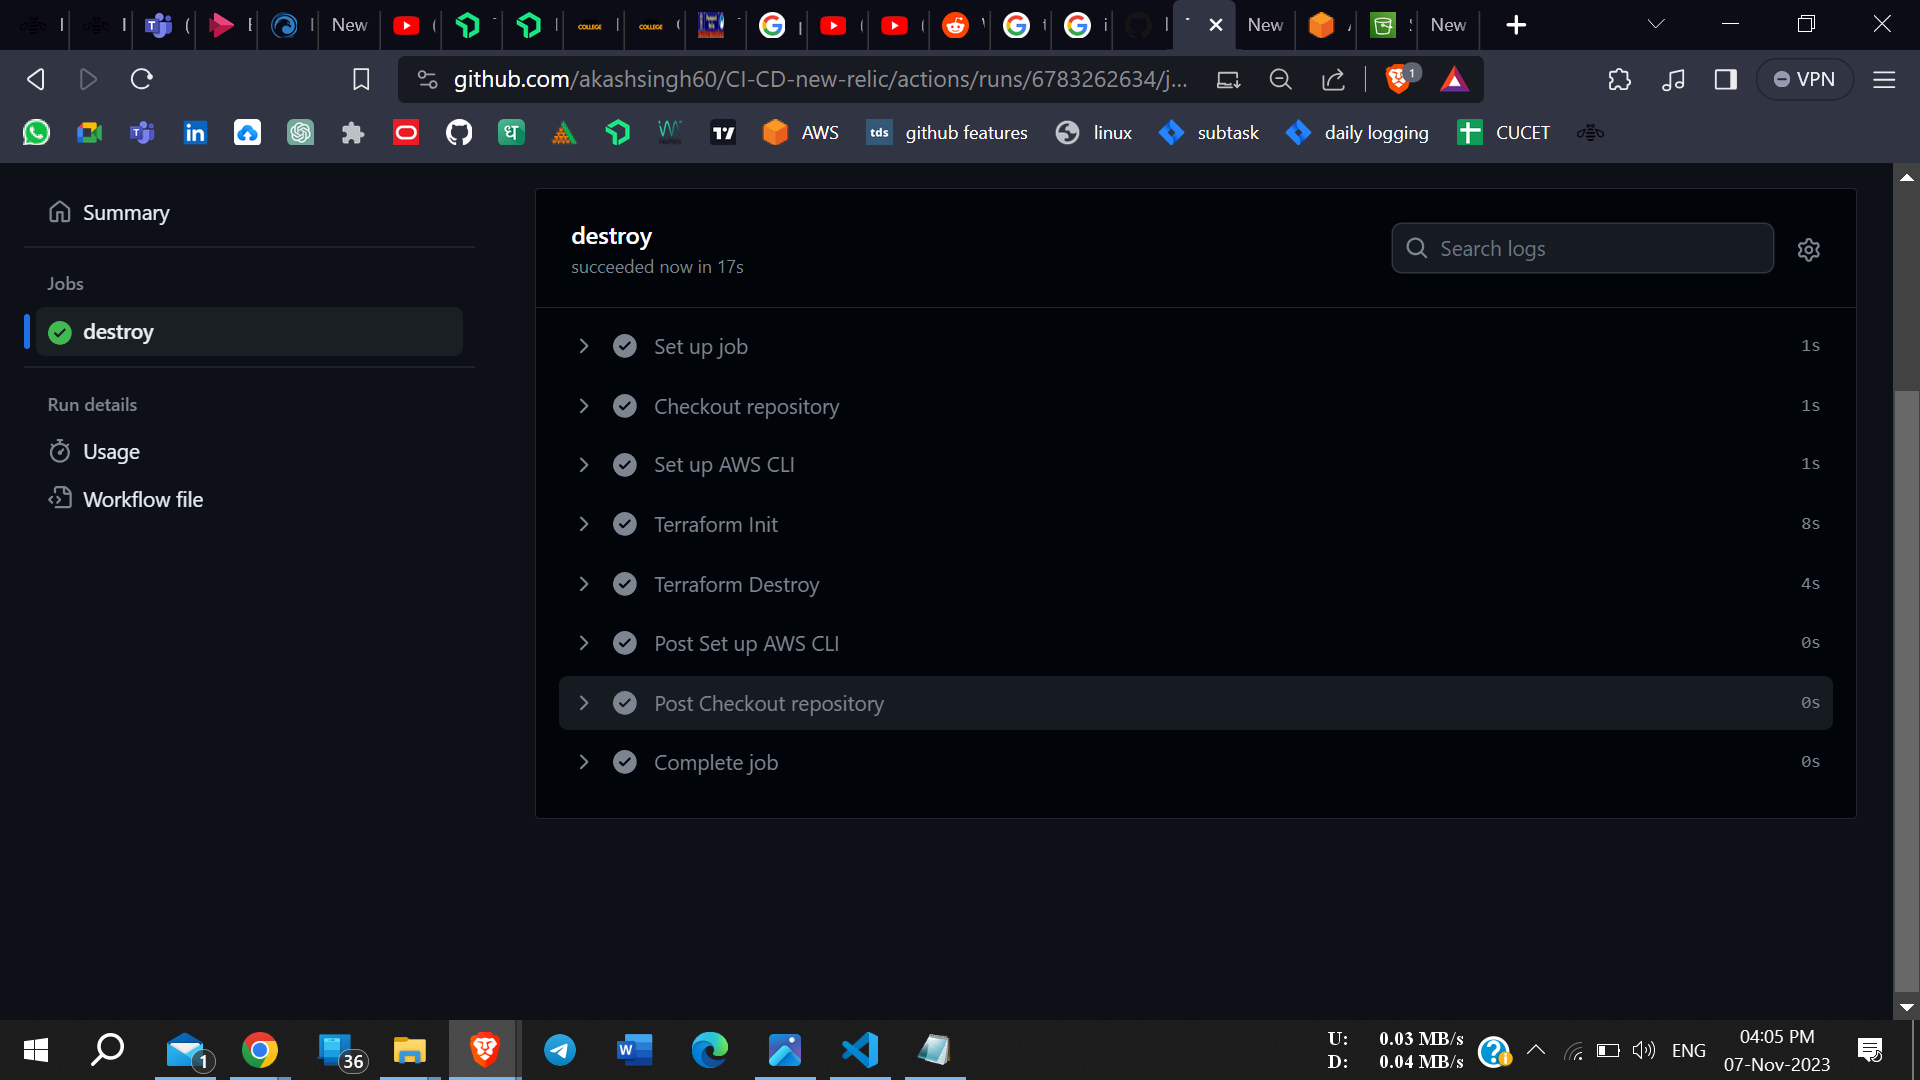 New
New
New
github.com/akashsingh60/CI-CD-new-relic/actions/runs/6783262634/j...
1
VPN
AWS
tds
github features
linux
subtask
daily logging
CUCET
Summary
Jobs
destroy
Run details
Usage
Workflow file
destroy
succeeded now in 17s
Search logs
Set up job 1s
Checkout repository 1s
Set up AWS CLI 1s
Terraform Init 8s
Terraform Destroy 4s
Post Set up AWS CLI 0s
Post Checkout repository 0s
Complete job 0s
1
36
U: 0.03 MB/s
D: 0.04 MB/s
ENG
04:05 PM
07-Nov-2023